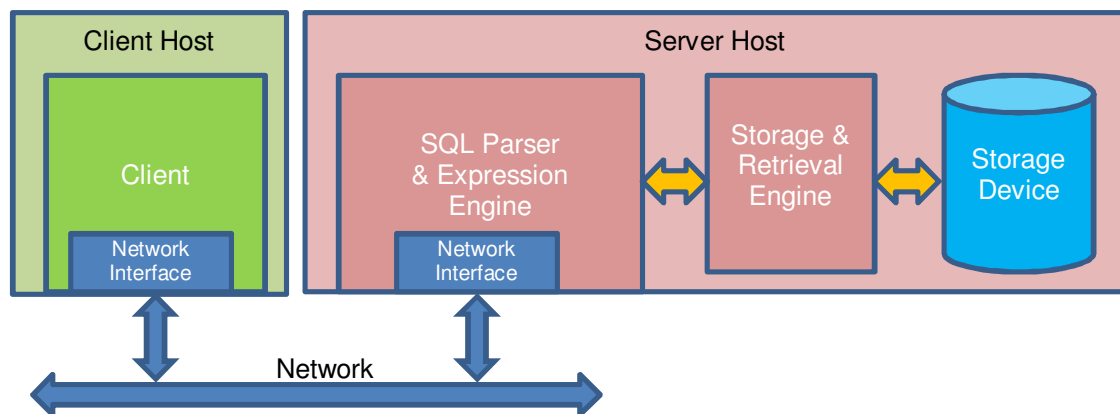 Client Host
Server Host
Client
Network
Interface
SQL Parser
& Expression
Engine
Network
Interface
Storage &
Retrieval
Engine
Storage
Device
Network